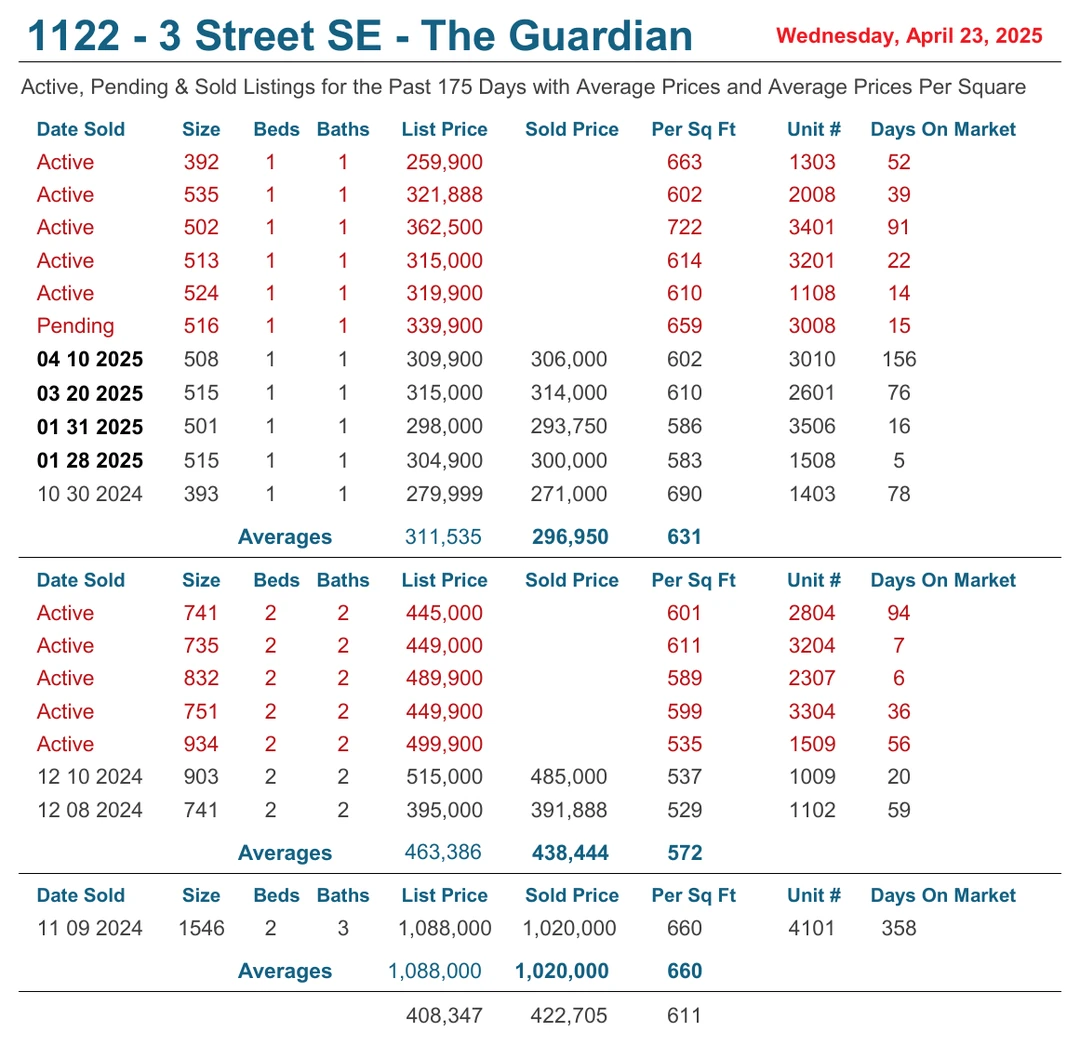 1122 - 3 Street SE - The Guardian Wednesday, April 23, 2025
Active, Pending & Sold Listings for the Past 175 Days with Average Prices and Average Prices Per Square
Date Sold Size Beds Baths List Price Sold Price Per Sq Ft Unit # Days On Market
Active 392 1 1 259,900 663 1303 52
Active 535 1 1 321,888 602 2008 39
Active 502 1 1 362,500 722 3401 91
Active 513 1 1 315,000 614 3201 22
Active 524 1 1 319,900 610 1108 14
Pending 516 1 1 339,900 659 3008 15
04 10 2025 508 1 1 309,900 306,000 602 3010 156
03 20 2025 515 1 1 315,000 314,000 610 2601 76
01 31 2025 501 1 1 298,000 293,750 586 3506 16
01 28 2025 515 1 1 304,900 300,000 583 1508 5
10 30 2024 393 1 1 279,999 271,000 690 1403 78
Averages 311,535 296,950 631
Date Sold Size Beds Baths List Price Sold Price Per Sq Ft Unit # Days On Market
Active 741 2 2 445,000 601 2804 94
Active 735 2 2 449,000 611 3204 7
Active 832 2 2 489,900 589 2307 6
Active 751 2 2 449,900 599 3304 36
Active 934 2 2 499,900 535 1509 56
12 10 2024 903 2 2 515,000 485,000 537 1009 20
12 08 2024 741 2 2 395,000 391,888 529 1102 59
Averages 463,386 438,444 572
Date Sold Size Beds Baths List Price Sold Price Per Sq Ft Unit # Days On Market
11 09 2024 1546 2 3 1,088,000 1,020,000 660 4101 358
Averages 1,088,000 1,020,000 660
408,347 422,705 611